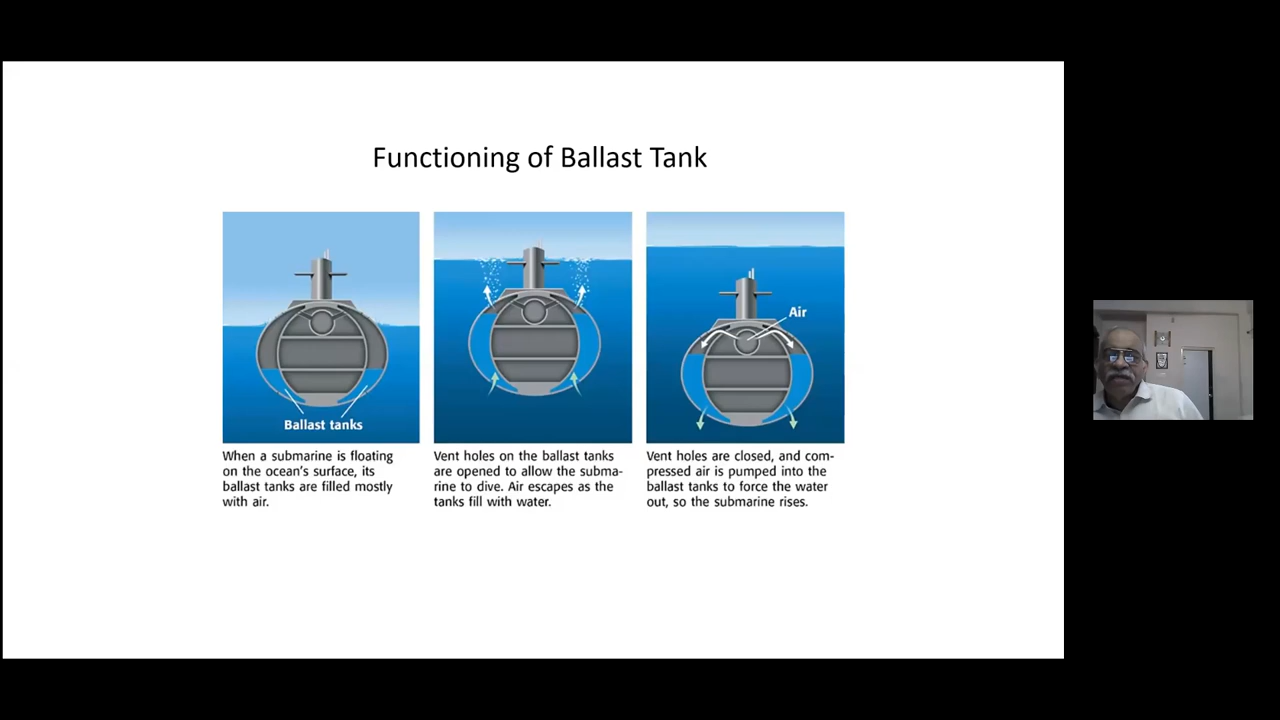 Functioning of Ballast Tank
Ballast tanks
Air
When a submarine is floating
on the ocean's surface, its
ballast tanks are filled mostly
with air.
Vent holes on the ballast tanks
are opened to allow the subma-
rine to dive. Air escapes as the
tanks fill with water.
Vent holes are closed, and com-
pressed air is pumped into the
ballast tanks to force the water
out, so the submarine rises.